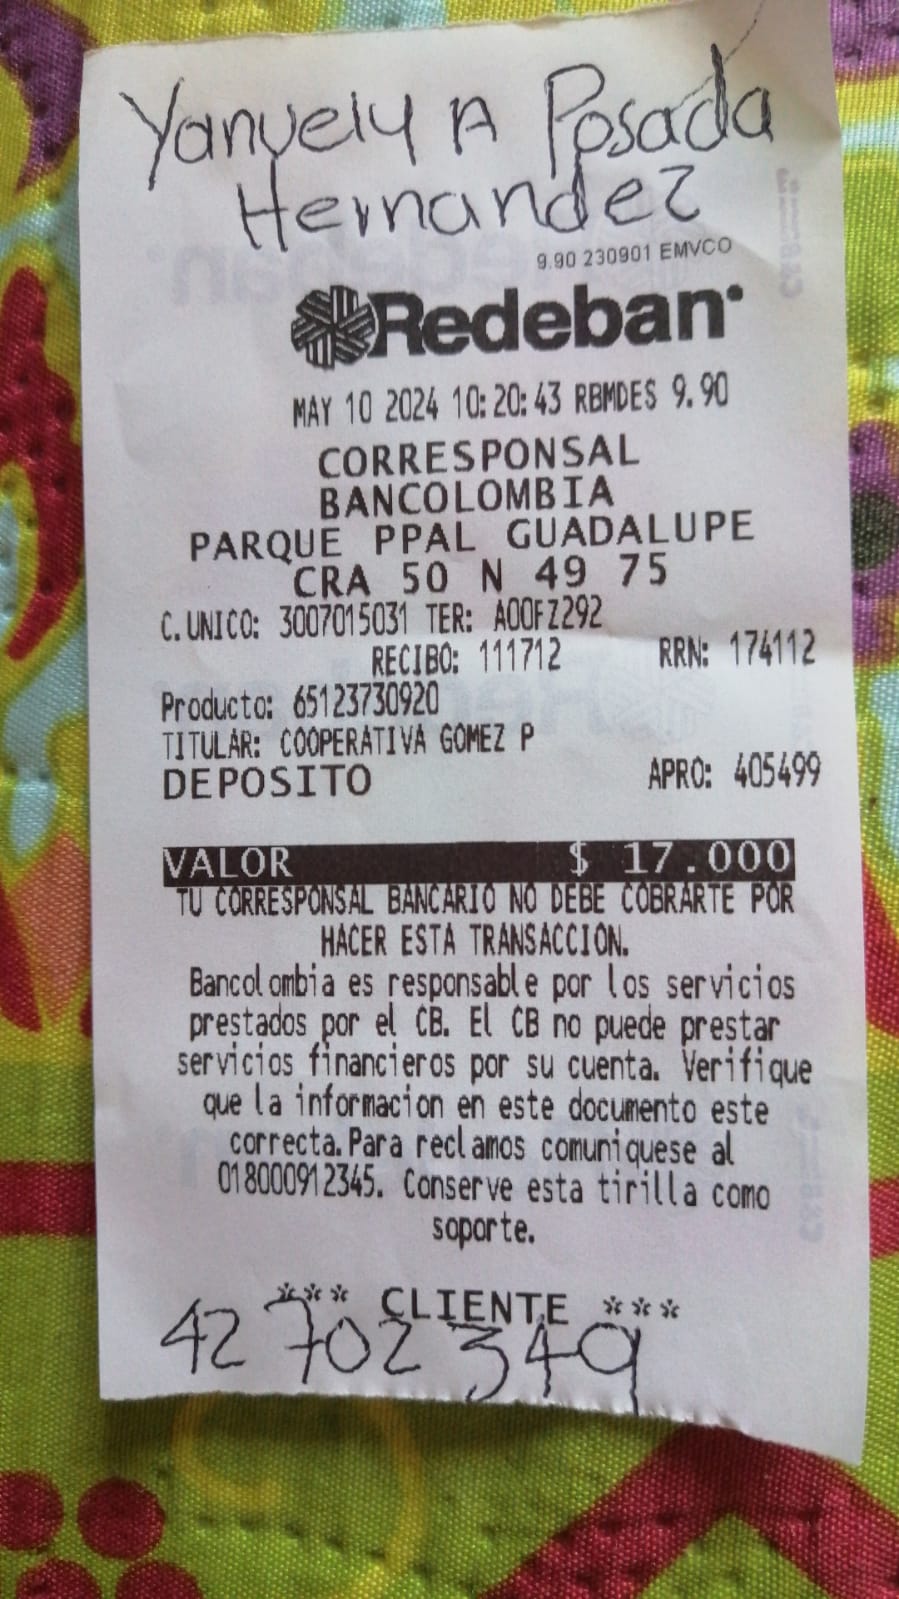 Yanuely A Posada
Hernandez
9.90 230901 EMVCO
Redeban
MAY 10 2024 10:20:43 RBMDES 9.90
CORRESPONSAL
BANCOLOMBIA
PARQUE PPAL GUADALUPE
CRA 50 N 49 75
C.UNICO: 3007015031 TER: A00FZ292
RECIBO: 111712 RRN: 174112
Producto: 65123730920
TITULAR: COOPERATIVA GOMEZ P
DEPOSITO APRO: 405499
VALOR $ 17.000
TU CORRESPONSAL BANCARIO NO DEBE COBRARTE POR
HACER ESTA TRANSACCION.
Bancolombia es responsable por los servicios
prestados por el CB. El CB no puede prestar
servicios financieros por su cuenta. Verifique
que la informacion en este documento este
correcta.Para reclamos comuniquese al
018000912345. Conserve esta tirilla como
soporte.
*** CLIENTE ***
42 702 349